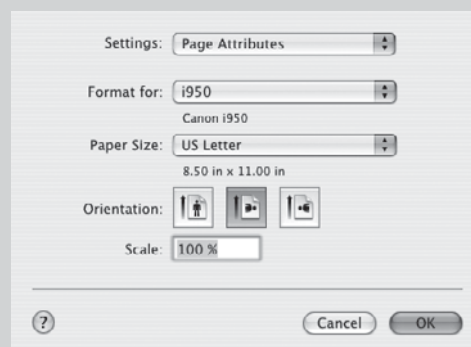 Settings: Page Attributes
Format for: i950
Canon i950
Paper Size: US Letter
8.50 in x 11.00 in
Orientation:
Scale: 100 %
? Cancel OK